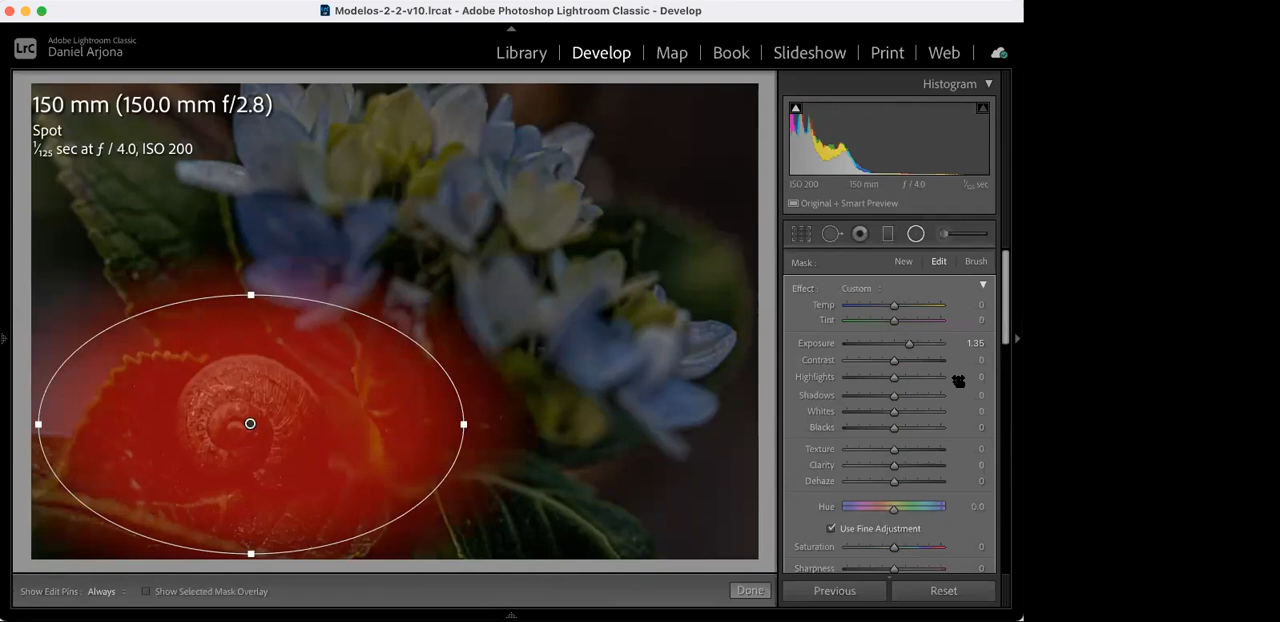 Modelos-2-2-v10.lrcat - Adobe Photoshop Lightroom Classic - Develop
LrC
Adobe Lightroom Classic
Daniel Arjona
Library
Develop
Map
Book
Slideshow
Print
Web
Histogram
150 mm (150.0 mm f/2.8)
Spot
1/125 sec at ƒ / 4.0, ISO 200
ISO 200 150 mm ƒ / 4.0 1/125 sec
Original + Smart Preview
Mask : New Edit Brush
Effect : Custom
Temp 0
Tint 0
Exposure 1.35
Contrast 0
Highlights 0
Shadows 0
Whites 0
Blacks 0
Texture 0
Clarity 0
Dehaze 0
Hue 0.0
Use Fine Adjustment
Saturation 0
Sharpness 0
Show Edit Pins : Always
Show Selected Mask Overlay
Done
Previous
Reset